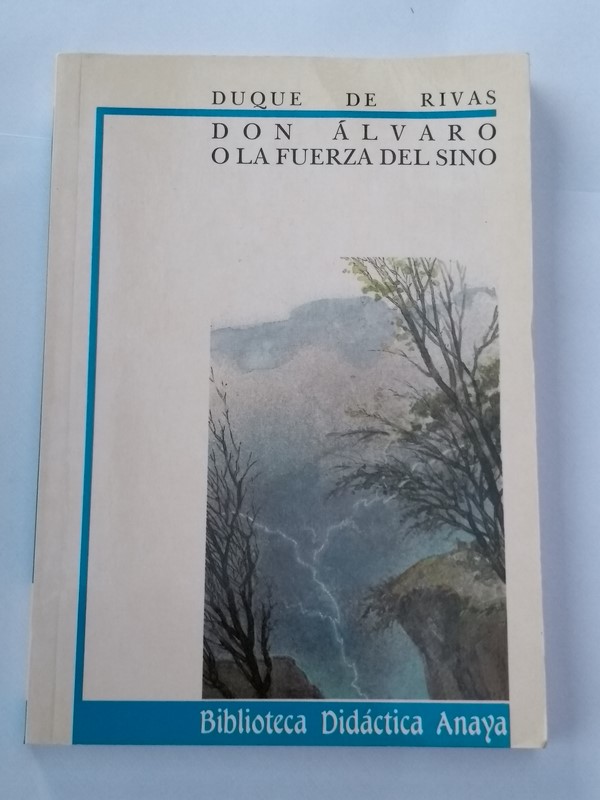 DUQUE DE RIVAS
DON ÁLVARO
O LA FUERZA DEL SINO
Biblioteca Didáctica Anaya